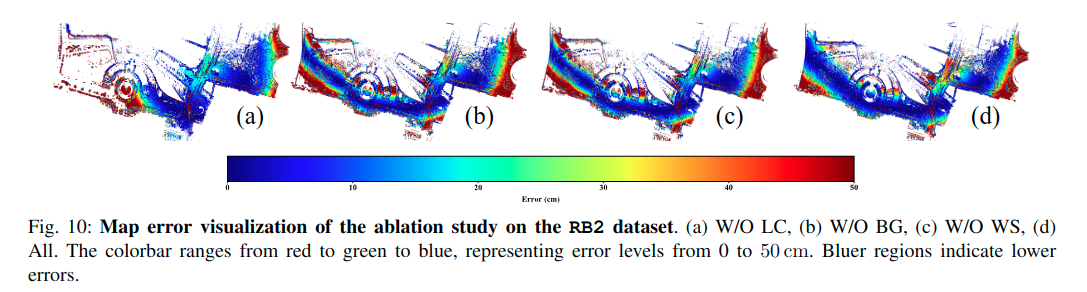 (a) (b) (c) (d)
0 10 20 30 40 50
Error (cm)
Fig. 10: Map error visualization of the ablation study on the RB2 dataset. (a) W/O LC, (b) W/O BG, (c) W/O WS, (d)
All. The colorbar ranges from red to green to blue, representing error levels from 0 to 50 cm. Bluer regions indicate lower
errors.